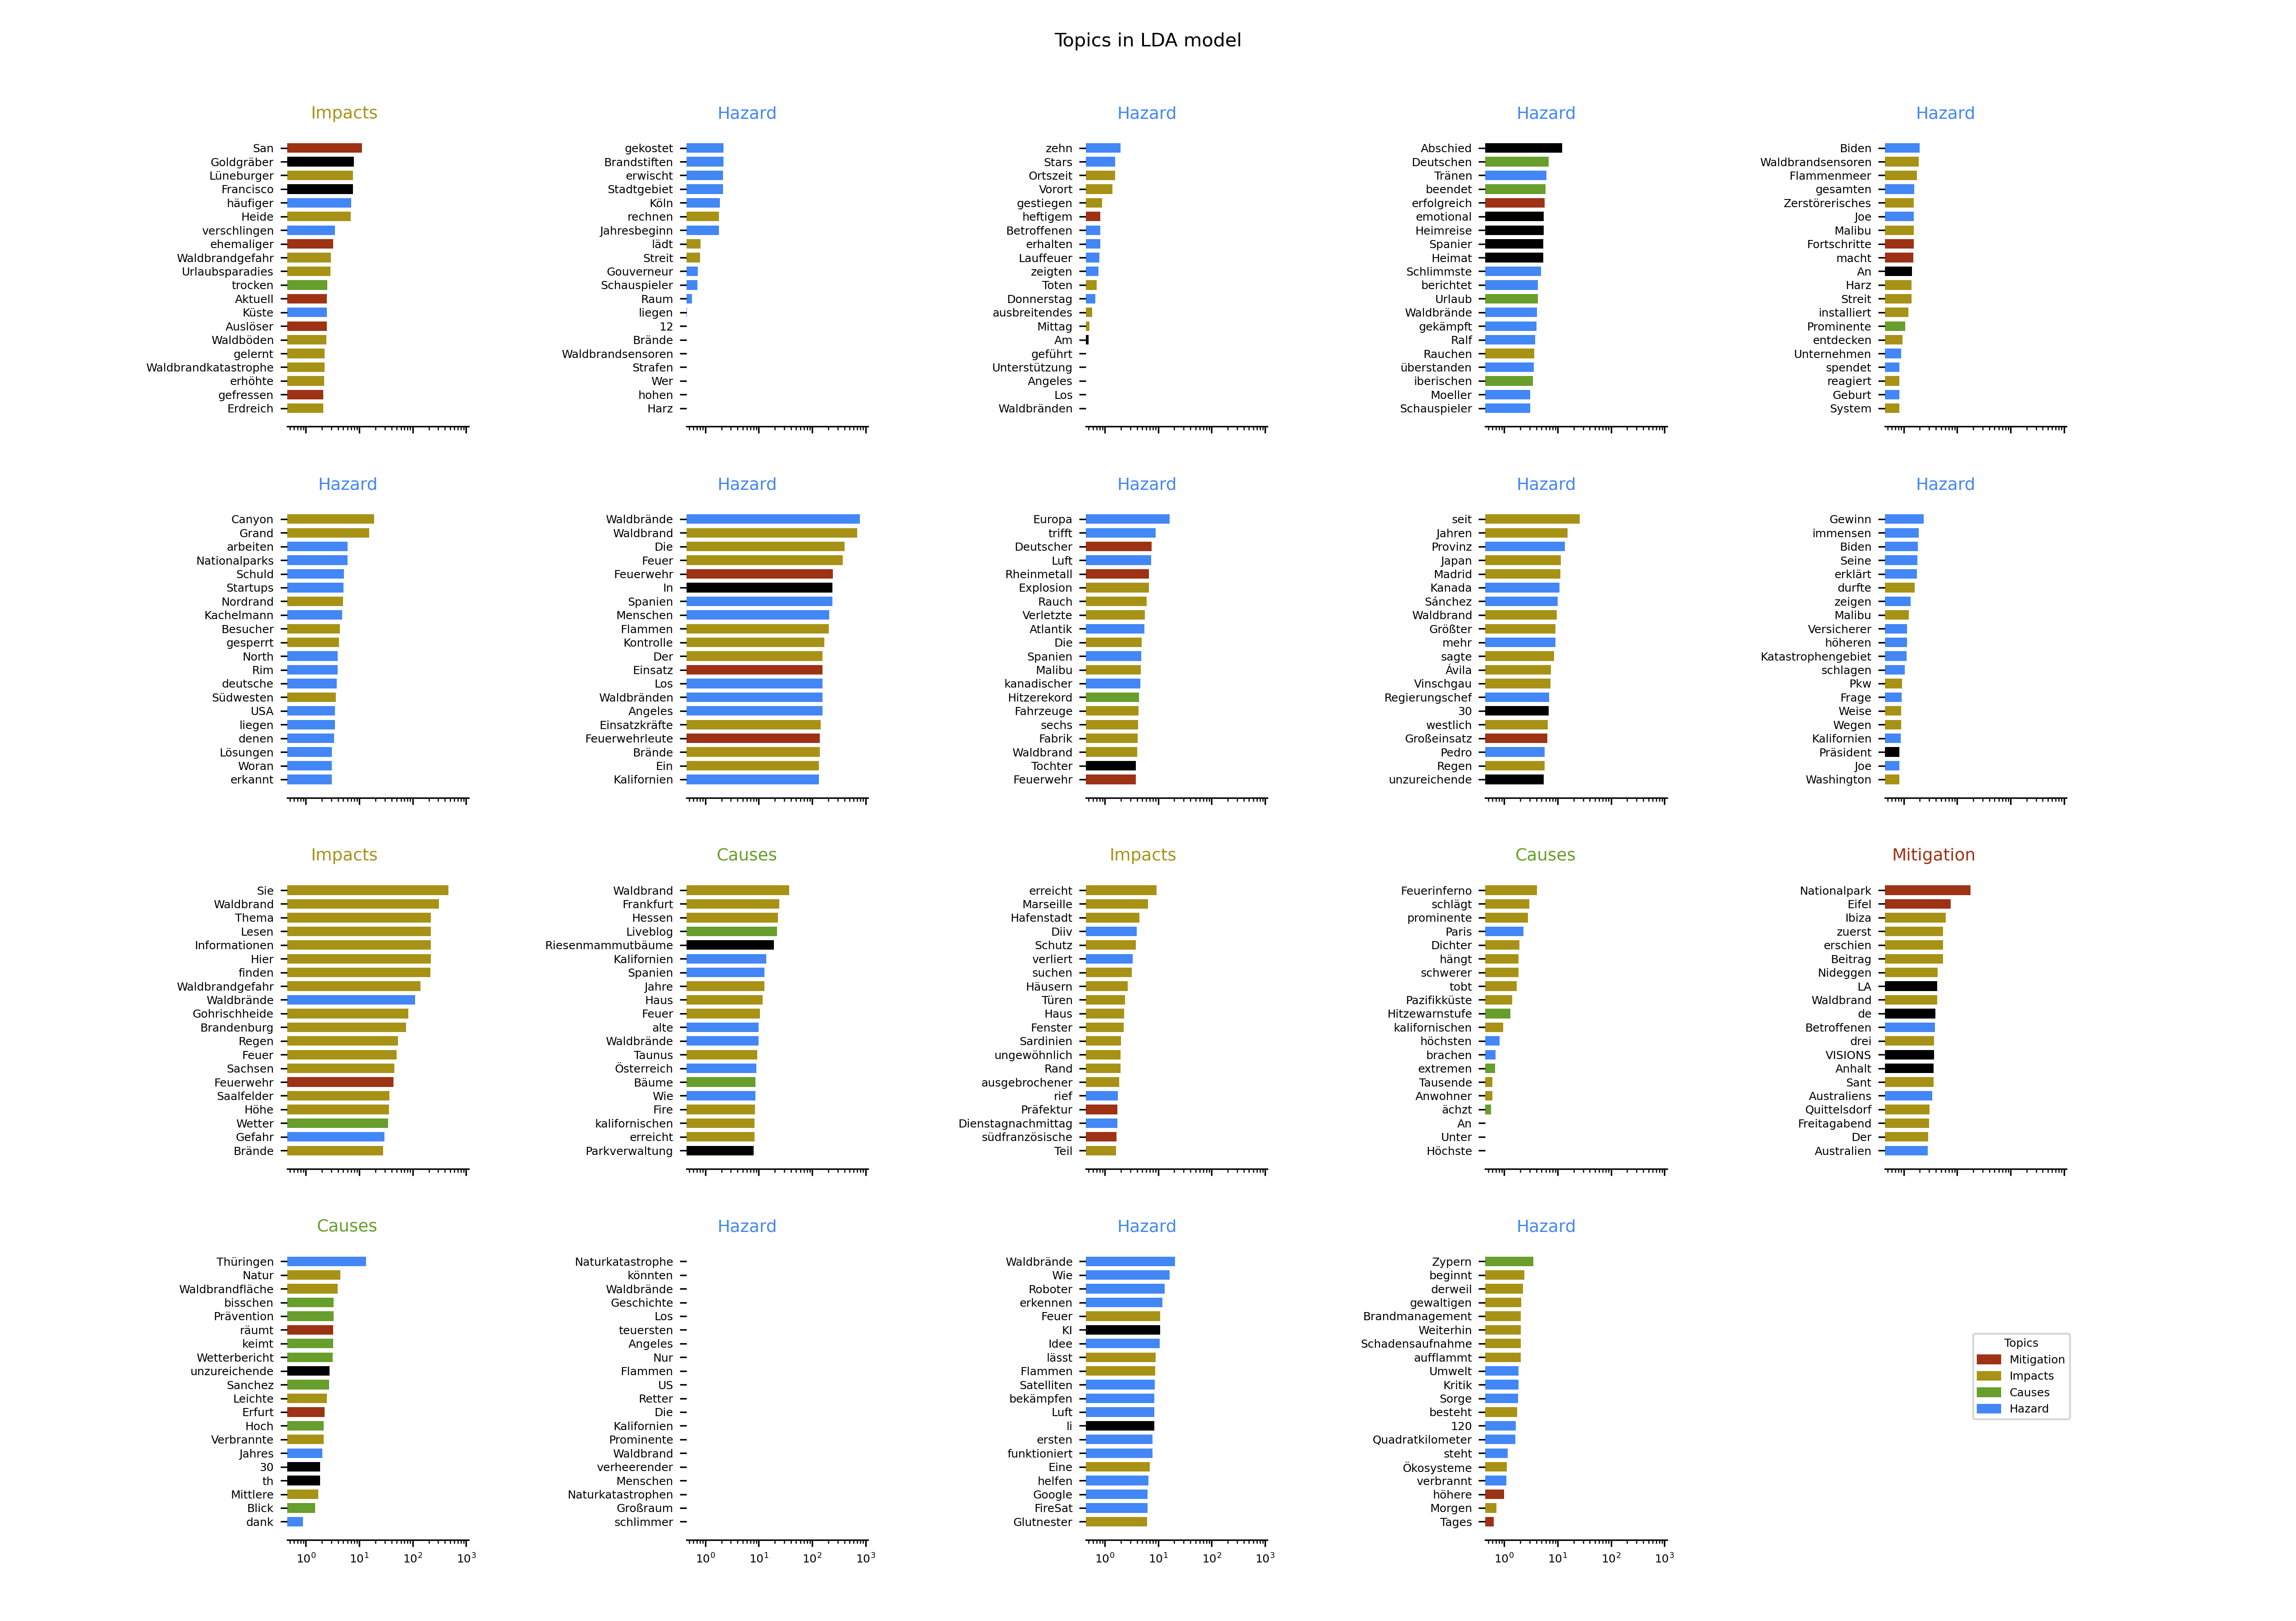 Topics in LDA model
Impacts
San
Goldgräber
Lüneburger
Francisco
häufiger
Heide
verschlingen
ehemaliger
Waldbrandgefahr
Urlaubsparadies
trocken
Aktuell
Küste
Auslöser
Waldböden
gelernt
Waldbrandkatastrophe
erhöhte
gefressen
Erdreich
Hazard
gekostet
Brandstiften
erwischt
Stadtgebiet
Köln
rechnen
Jahresbeginn
lädt
Streit
Gouverneur
Schauspieler
Raum
liegen
12
Brände
Waldbrandsensoren
Strafen
Wer
hohen
Harz
Hazard
zehn
Stars
Ortszeit
Vorort
gestiegen
heftigem
Betroffenen
erhalten
Lauffeuer
zeigten
Toten
Donnerstag
ausbreitendes
Mittag
Am
geführt
Unterstützung
Angeles
Los
Waldbränden
Hazard
Abschied
Deutschen
Tränen
beendet
erfolgreich
emotional
Heimreise
Spanier
Heimat
Schlimmste
berichtet
Urlaub
Waldbrände
gekämpft
Ralf
Rauchen
überstanden
iberischen
Moeller
Schauspieler
Hazard
Biden
Waldbrandsensoren
Flammenmeer
gesamten
Zerstörerisches
Joe
Malibu
Fortschritte
macht
An
Harz
Streit
installiert
Prominente
entdecken
Unternehmen
spendet
reagiert
Geburt
System
Hazard
Canyon
Grand
arbeiten
Nationalparks
Schuld
Startups
Nordrand
Kachelmann
Besucher
gesperrt
North
Rim
deutsche
Südwesten
USA
liegen
denen
Lösungen
Woran
erkannt
Hazard
Waldbrände
Waldbrand
Die
Feuer
Feuerwehr
In
Spanien
Menschen
Flammen
Kontrolle
Der
Einsatz
Los
Waldbränden
Angeles
Einsatzkräfte
Feuerwehrleute
Brände
Ein
Kalifornien
Hazard
Europa
trifft
Deutscher
Luft
Rheinmetall
Explosion
Rauch
Verletzte
Atlantik
Die
Spanien
Malibu
kanadischer
Hitzerekord
Fahrzeuge
sechs
Fabrik
Waldbrand
Tochter
Feuerwehr
Hazard
seit
Jahren
Provinz
Japan
Madrid
Kanada
Sánchez
Waldbrand
Größter
mehr
sagte
Ávila
Vinschgau
Regierungschef
30
westlich
Großeinsatz
Pedro
Regen
unzureichende
Hazard
Gewinn
immensen
Biden
Seine
erklärt
durfte
zeigen
Malibu
Versicherer
höheren
Katastrophengebiet
schlagen
Pkw
Frage
Weise
Wegen
Kalifornien
Präsident
Joe
Washington
Impacts
Sie
Waldbrand
Thema
Lesen
Informationen
Hier
finden
Waldbrandgefahr
Waldbrände
Gohrischheide
Brandenburg
Regen
Feuer
Sachsen
Feuerwehr
Saalfelder
Höhe
Wetter
Gefahr
Brände
Causes
Waldbrand
Frankfurt
Hessen
Liveblog
Riesenmammutbäume
Kalifornien
Spanien
Jahre
Haus
Feuer
alte
Waldbrände
Taunus
Österreich
Bäume
Wie
Fire
kalifornischen
erreicht
Parkverwaltung
Impacts
erreicht
Marseille
Hafenstadt
Diiv
Schutz
verliert
suchen
Häusern
Türen
Haus
Fenster
Sardinien
ungewöhnlich
Rand
ausgebrochener
rief
Präfektur
Dienstagnachmittag
südfranzösische
Teil
Causes
Feuerinferno
schlägt
prominente
Paris
Dichter
hängt
schwerer
tobt
Pazifikküste
Hitzewarnstufe
kalifornischen
höchsten
brachen
extremen
Tausende
Anwohner
ächzt
An
Unter
Höchste
Mitigation
Nationalpark
Eifel
Ibiza
zuerst
erschien
Beitrag
Nideggen
LA
Waldbrand
de
Betroffenen
drei
VISIONS
Anhalt
Sant
Australiens
Quittelsdorf
Freitagabend
Der
Australien
Causes
Thüringen
Natur
Waldbrandfläche
bisschen
Prävention
räumt
keimt
Wetterbericht
unzureichende
Sanchez
Leichte
Erfurt
Hoch
Verbrannte
Jahres
30
th
Mittlere
Blick
dank
10⁰ 10¹ 10² 10³
Hazard
Naturkatastrophe
könnten
Waldbrände
Geschichte
Los
teuersten
Angeles
Nur
Flammen
US
Retter
Die
Kalifornien
Prominente
Waldbrand
verheerender
Menschen
Naturkatastrophen
Großraum
schlimmer
10⁰ 10¹ 10² 10³
Hazard
Waldbrände
Wie
Roboter
erkennen
Feuer
KI
Idee
lässt
Flammen
Satelliten
bekämpfen
Luft
li
ersten
funktioniert
Eine
helfen
Google
FireSat
Glutnester
10⁰ 10¹ 10² 10³
Hazard
Zypern
beginnt
derweil
gewaltigen
Brandmanagement
Weiterhin
Schadensaufnahme
aufflammt
Umwelt
Kritik
Sorge
besteht
120
Quadratkilometer
steht
Ökosysteme
verbrannt
höhere
Morgen
Tages
10⁰ 10¹ 10² 10³
Topics
Mitigation
Impacts
Causes
Hazard